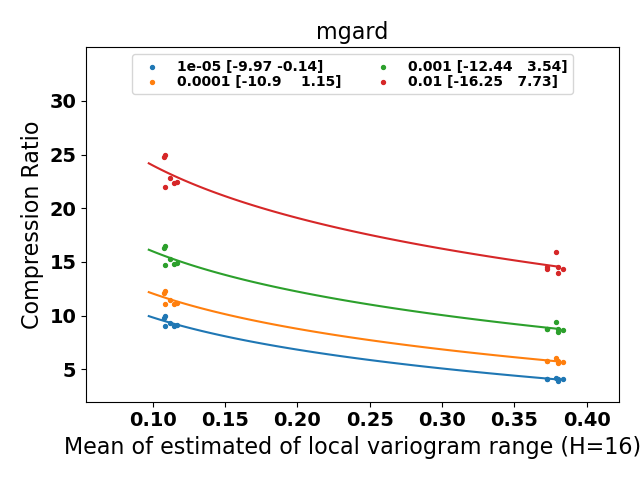 mgard
1e-05 [-9.97 -0.14]
0.0001 [-10.9    1.15]
0.001 [-12.44   3.54]
0.01 [-16.25   7.73]
Compression Ratio
30
25
20
15
10
5
0.10 0.15 0.20 0.25 0.30 0.35 0.40
Mean of estimated of local variogram range (H=16)